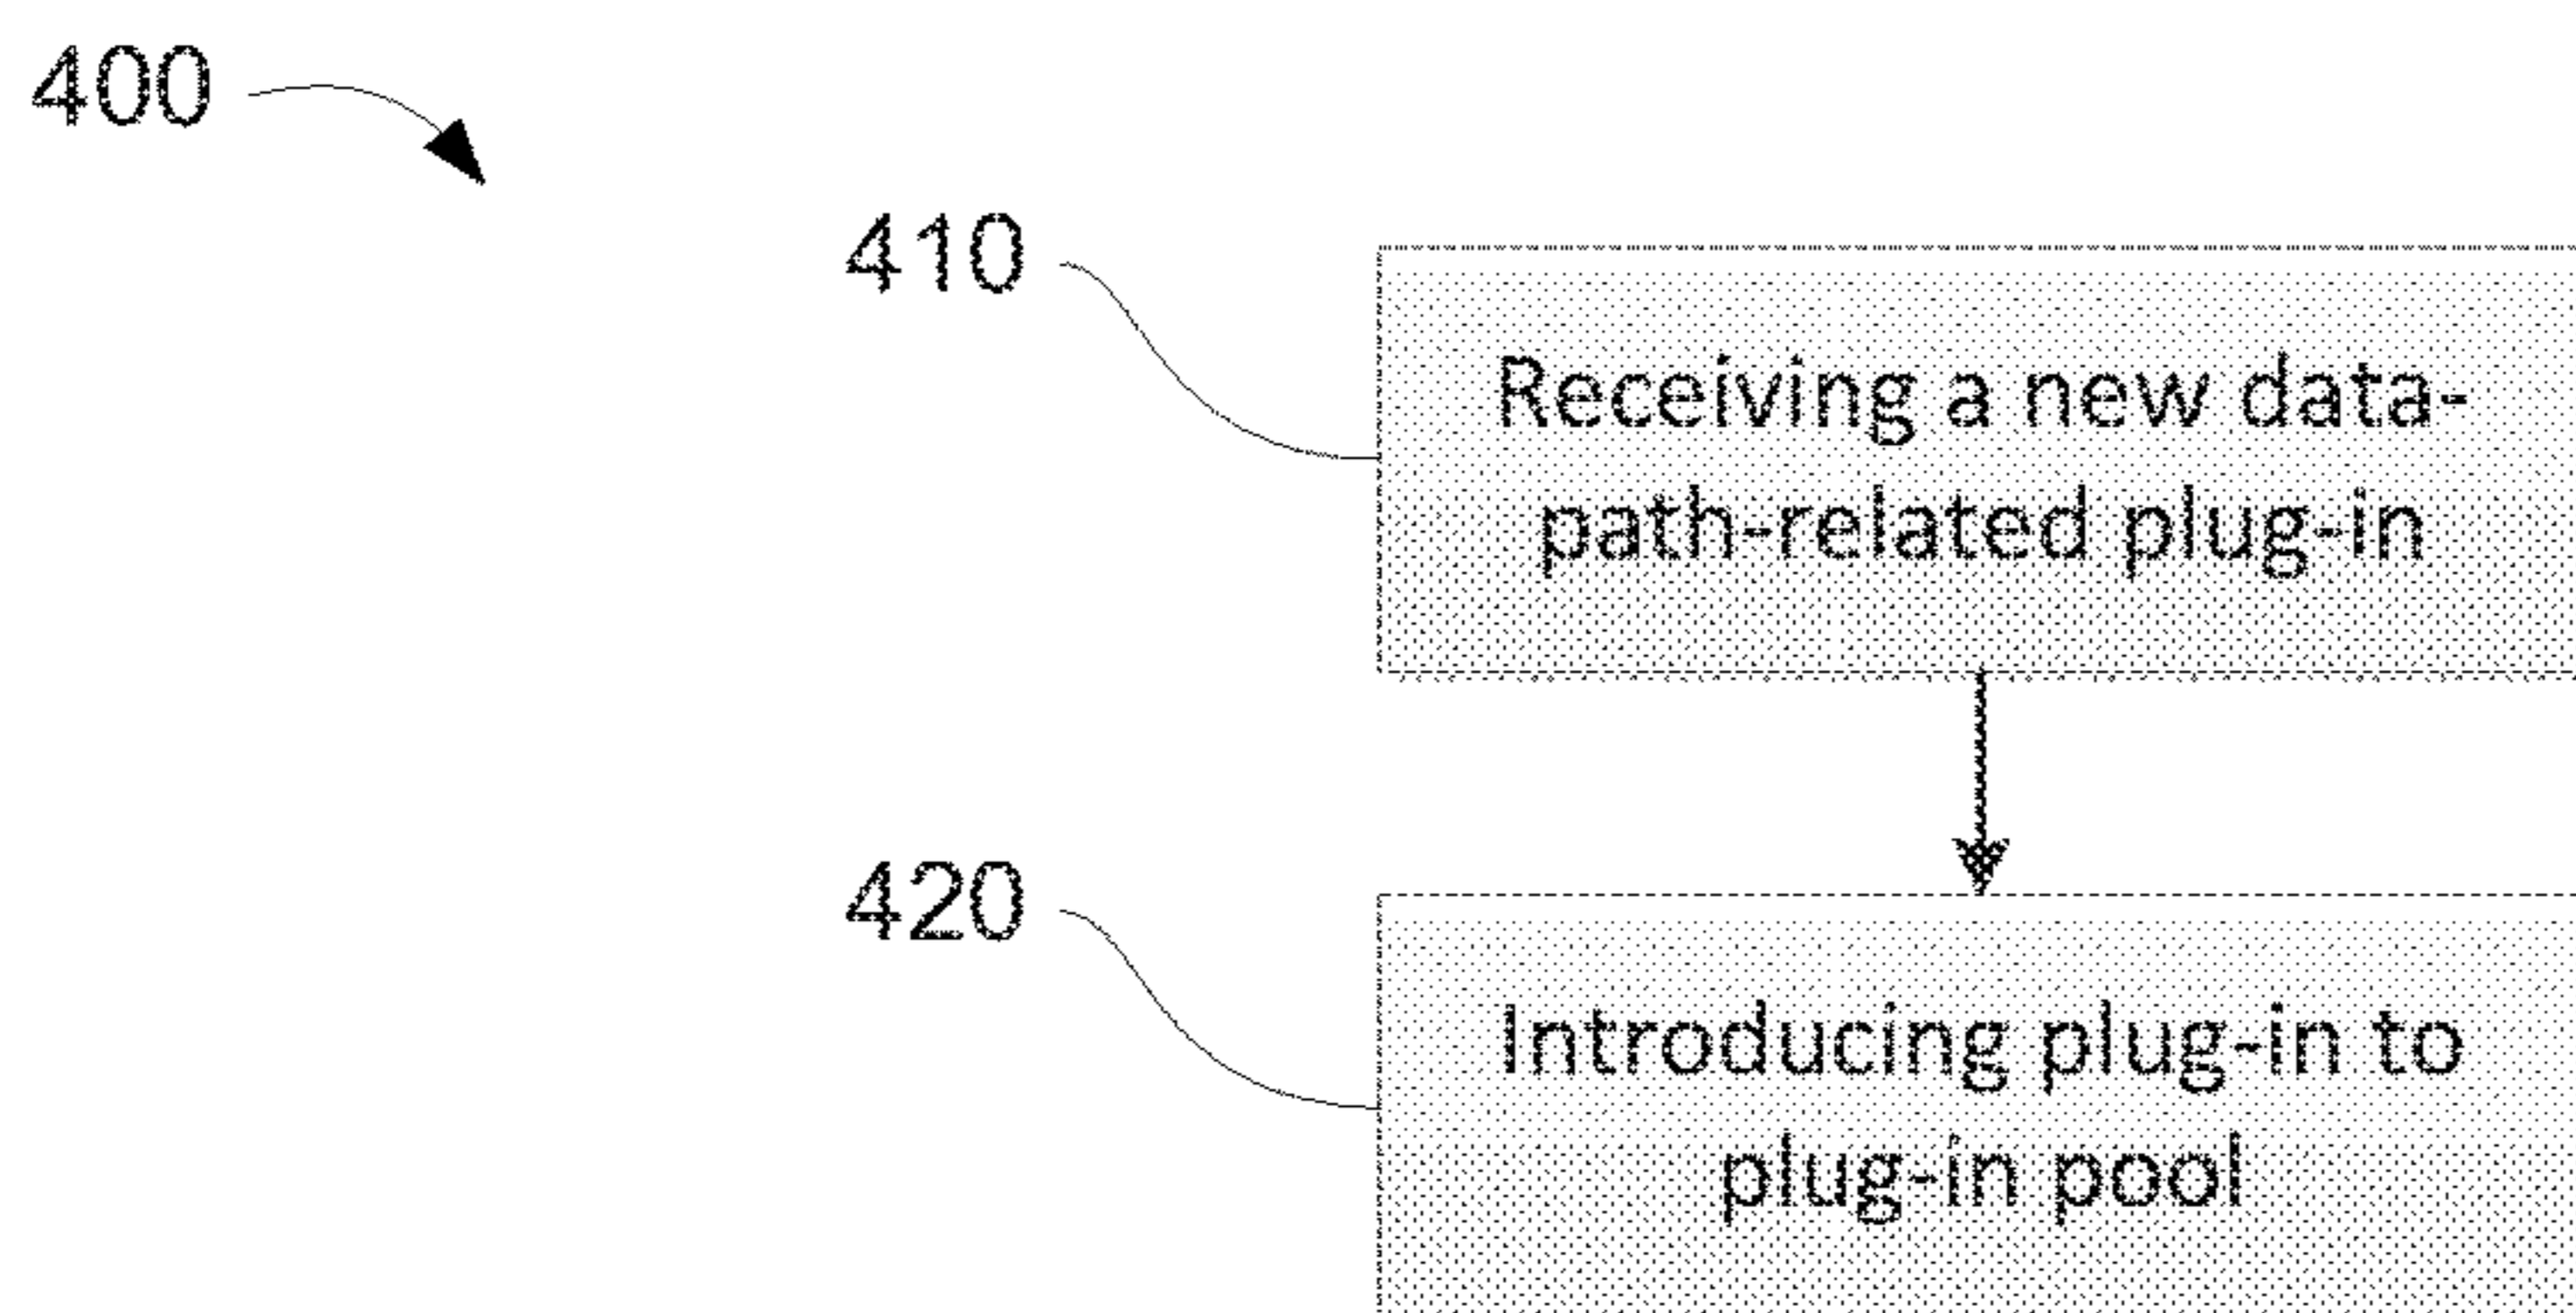 400
410
Receiving a new data-
path-related plug-in
420
Introducing plug-in to
plug-in pool